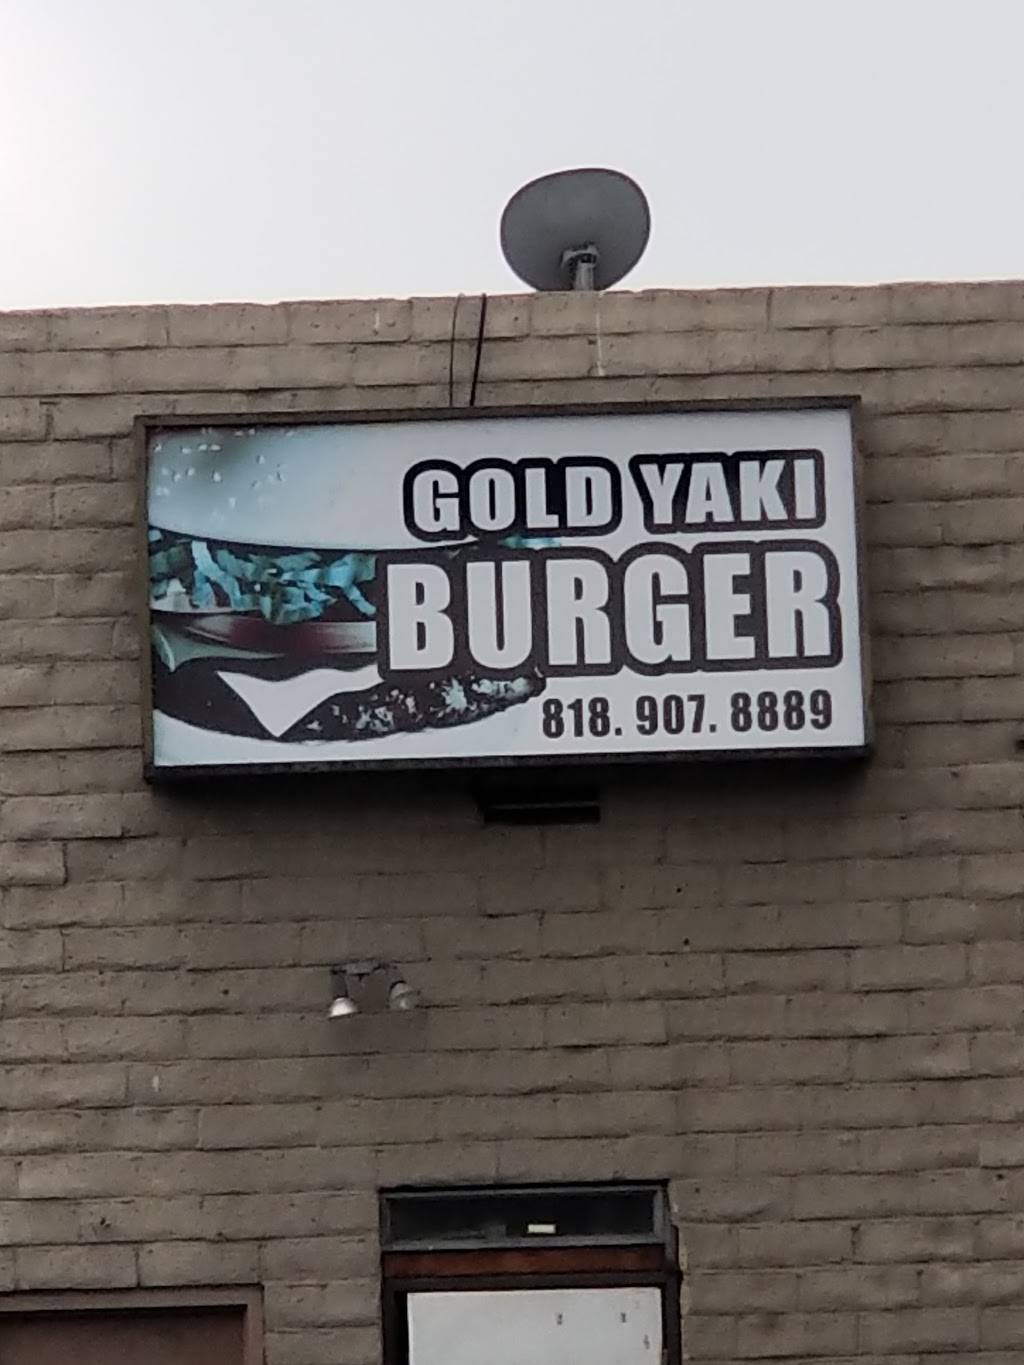 GOLD YAKI
BURGER
818. 907. 8889